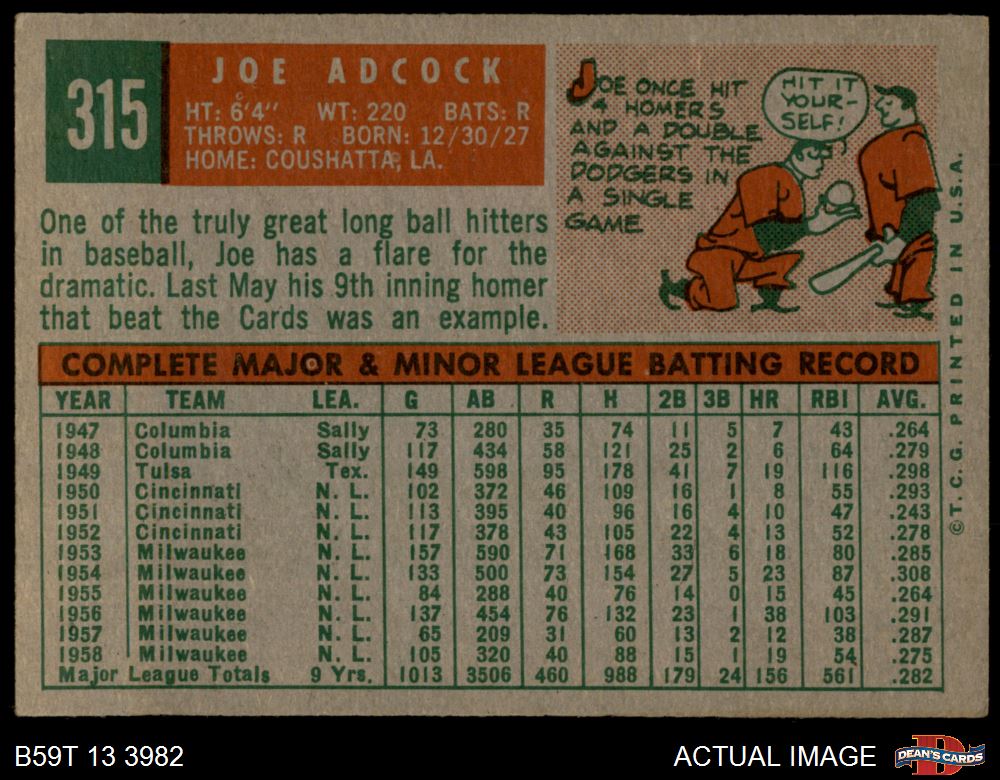 315
JOE ADCOCK
HT: 6'4" WT: 220 BATS: R
THROWS: R BORN: 12/30/27
HOME: COUSHATTA, LA.
One of the truly great long ball hitters
in baseball, Joe has a flare for the
dramatic. Last May his 9th inning homer
that beat the Cards was an example.
JOE ONCE HIT
4 HOMERS
AND A DOUBLE
AGAINST THE
DODGERS IN
A SINGLE
GAME.
HIT IT
YOUR-
SELF!
COMPLETE MAJOR & MINOR LEAGUE BATTING RECORD
YEAR TEAM LEA. G AB R H 2B 3B HR RBI AVG.
1947 Columbia Sally 73 280 35 74 11 5 7 43 .264
1948 Columbia Sally 117 434 58 121 25 2 6 64 .279
1949 Tulsa Tex. 149 598 95 178 41 7 19 116 .298
1950 Cincinnati N. L. 102 372 46 109 16 1 8 55 .293
1951 Cincinnati N. L. 113 395 40 96 16 4 10 47 .243
1952 Cincinnati N. L. 117 378 43 105 22 4 13 52 .278
1953 Milwaukee N. L. 157 590 71 168 33 6 18 80 .285
1954 Milwaukee N. L. 133 500 73 154 27 5 23 87 .308
1955 Milwaukee N. L. 84 288 40 76 14 0 15 45 .264
1956 Milwaukee N. L. 137 454 76 132 23 1 38 103 .291
1957 Milwaukee N. L. 65 209 31 60 13 2 12 38 .287
1958 Milwaukee N. L. 105 320 40 88 15 1 19 54 .275
Major League Totals 9 Yrs. 1013 3506 460 988 179 24 156 561 .282
©T.C.G. PRINTED IN U.S.A.
B59T 13 3982
ACTUAL IMAGE
DEAN'S CARDS